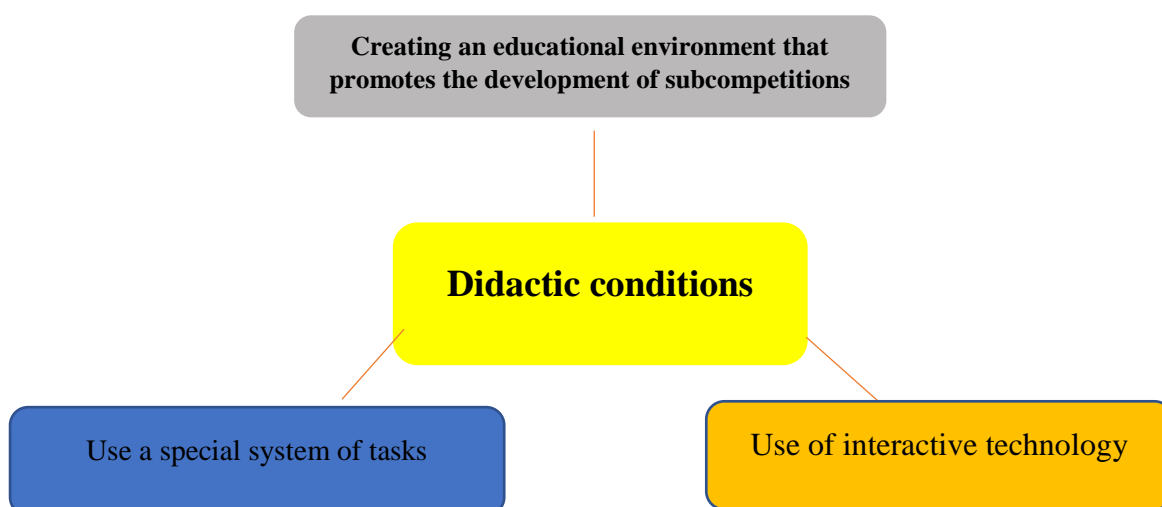 Creating an educational environment that
promotes the development of subcompetitions
Didactic conditions
Use a special system of tasks
Use of interactive technology